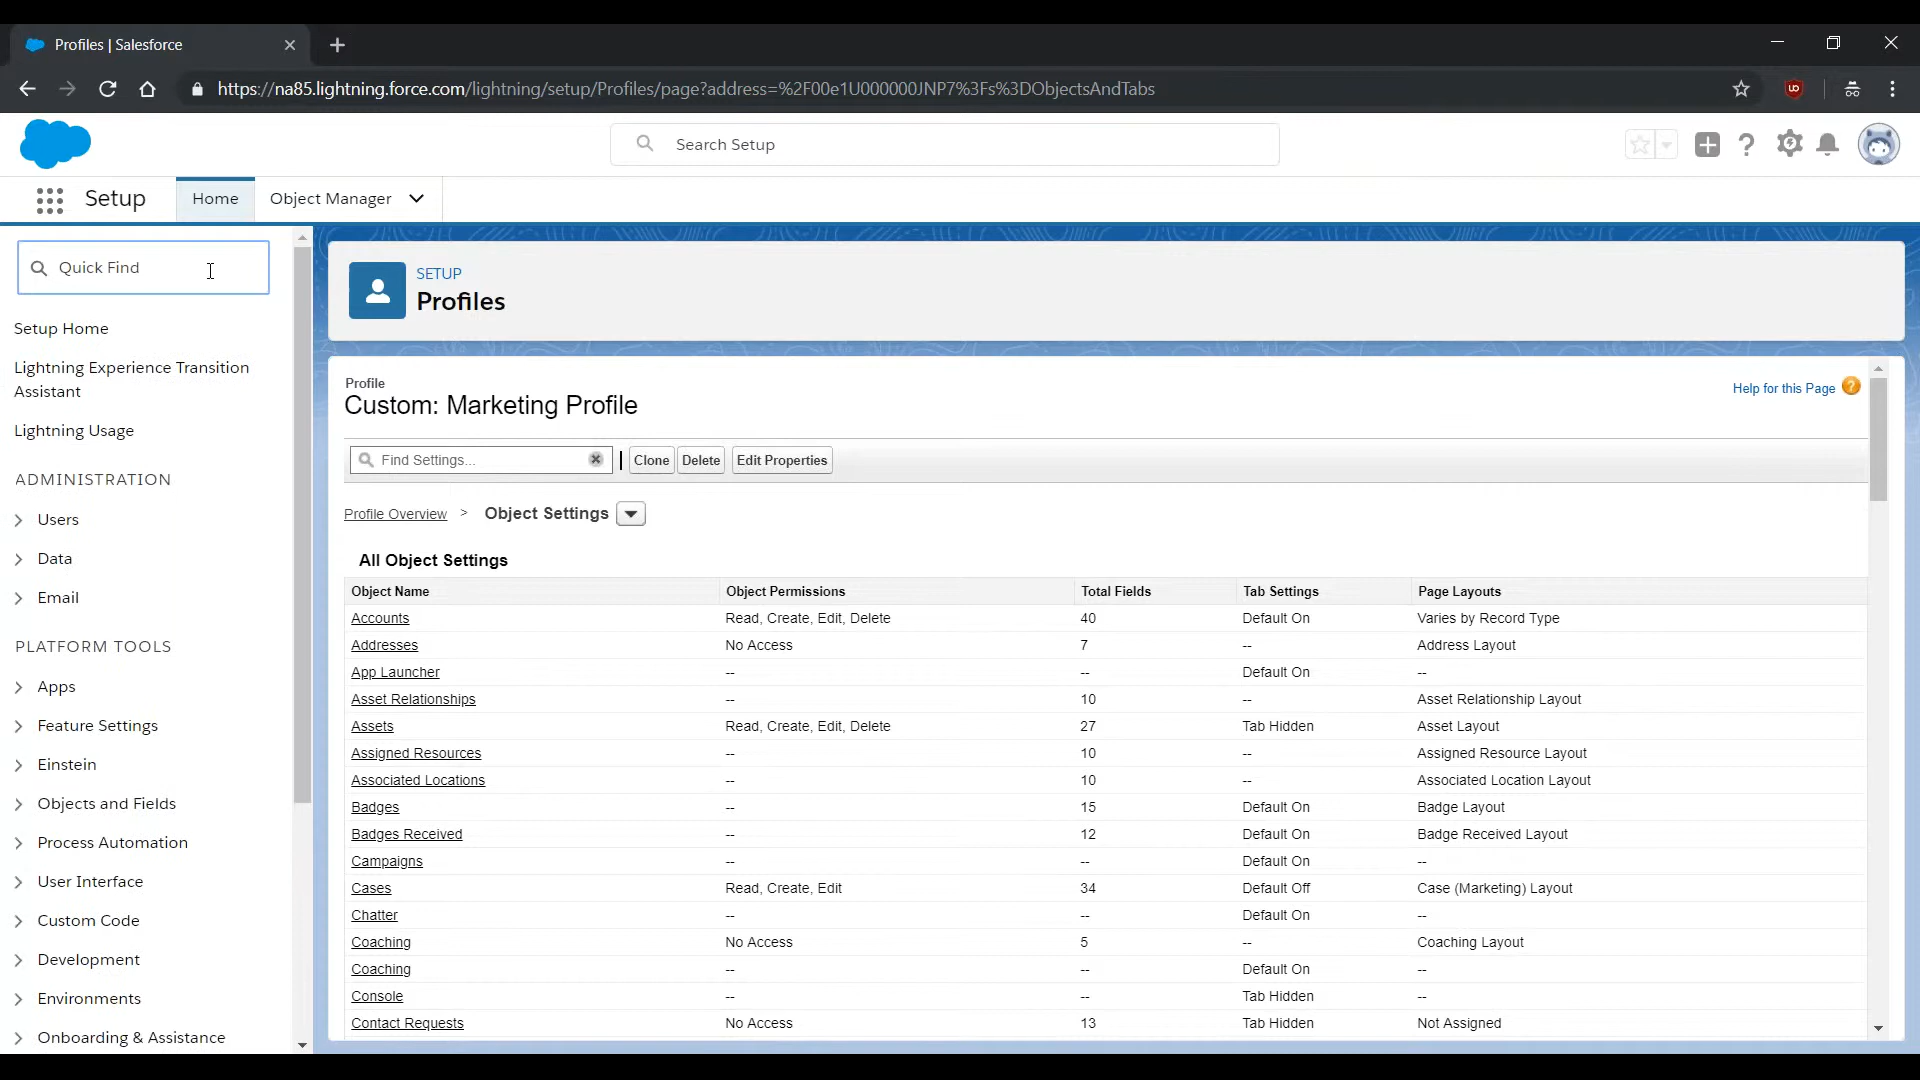 Profiles | Salesforce
https://na85.lightning.force.com/lightning/setup/Profiles/page?address=%2F00e1U000000JNP7%3Fs%3DObjectsAndTabs
Search Setup
Setup
Home
Object Manager
Quick Find
Setup Home
Lightning Experience Transition
Assistant
Lightning Usage
ADMINISTRATION
Users
Data
Email
PLATFORM TOOLS
Apps
Feature Settings
Einstein
Objects and Fields
Process Automation
User Interface
Custom Code
Development
Environments
Onboarding & Assistance
SETUP
Profiles
Profile
Custom: Marketing Profile
Help for this Page ?
Find Settings...
Clone
Delete
Edit Properties
Profile Overview > Object Settings
All Object Settings
Object Name Object Permissions Total Fields Tab Settings Page Layouts
Accounts Read, Create, Edit, Delete 40 Default On Varies by Record Type
Addresses No Access 7 -- Address Layout
App Launcher -- -- Default On --
Asset Relationships -- 10 -- Asset Relationship Layout
Assets Read, Create, Edit, Delete 27 Tab Hidden Asset Layout
Assigned Resources -- 10 -- Assigned Resource Layout
Associated Locations -- 10 -- Associated Location Layout
Badges -- 15 Default On Badge Layout
Badges Received -- 12 Default On Badge Received Layout
Campaigns -- -- Default On --
Cases Read, Create, Edit 34 Default Off Case (Marketing) Layout
Chatter -- -- Default On --
Coaching No Access 5 -- Coaching Layout
Coaching -- -- Default On --
Console -- -- Tab Hidden --
Contact Requests No Access 13 Tab Hidden Not Assigned